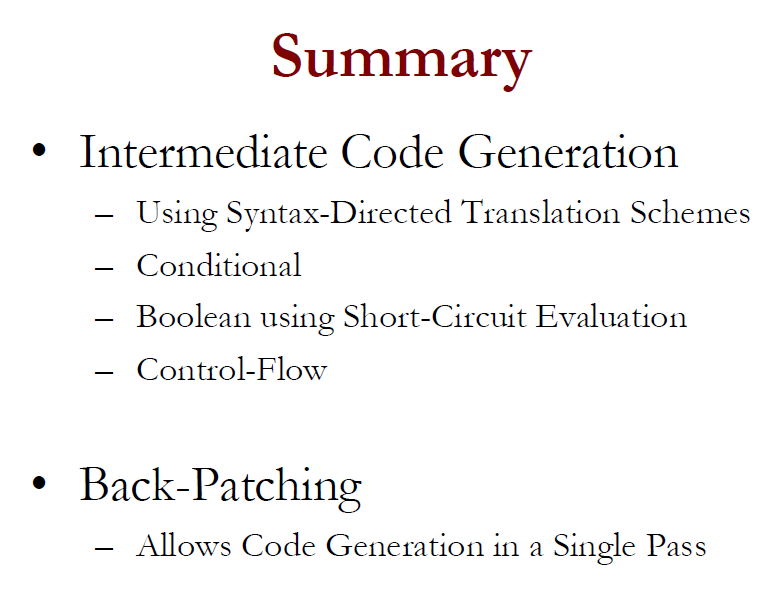 Summary
• Intermediate Code Generation
– Using Syntax-Directed Translation Schemes
– Conditional
– Boolean using Short-Circuit Evaluation
– Control-Flow
• Back-Patching
– Allows Code Generation in a Single Pass